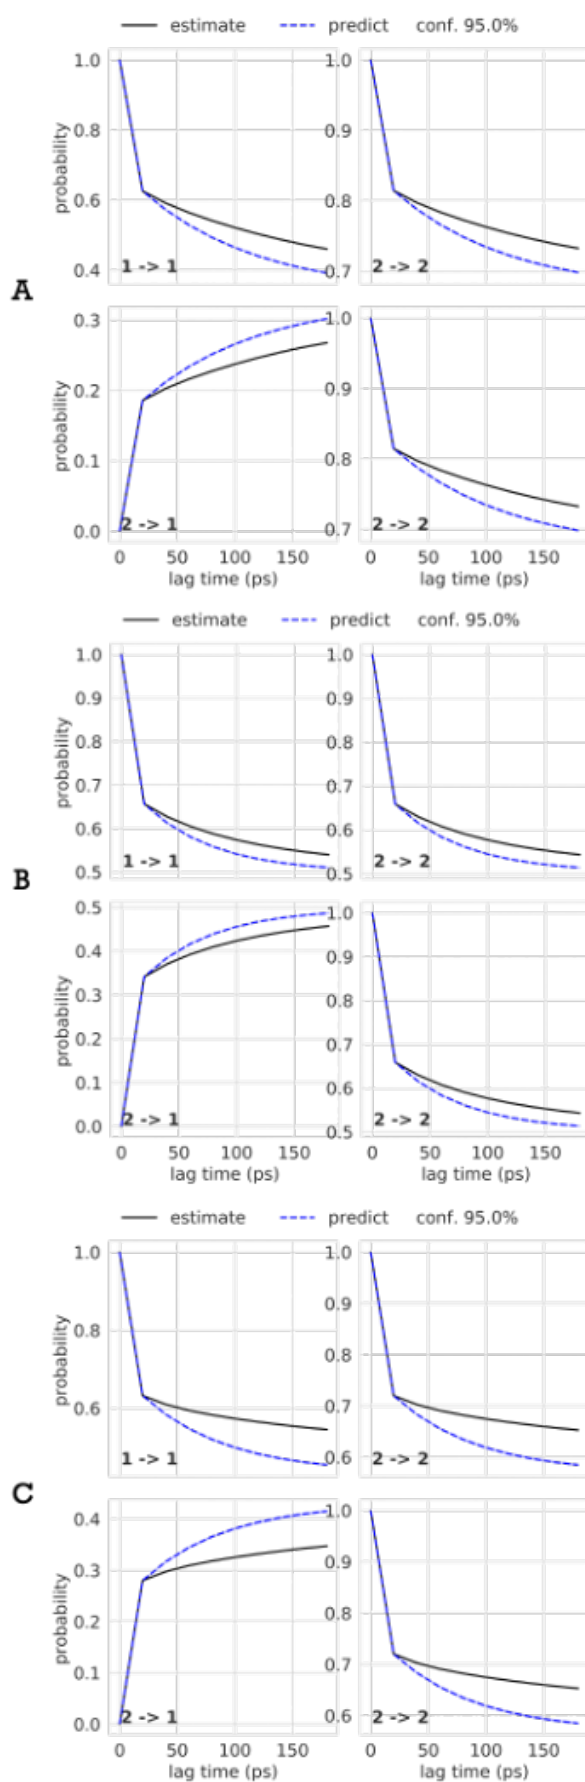 estimate predict conf. 95.0%
1.0 1.0
0.8 0.9
0.6 0.8
0.4 0.7
probability
1 -> 1 2 -> 2
A
0.3 1.0
0.2 0.9
0.1 0.8
0.0 0.7
probability
2 -> 1 2 -> 2
0 50 100 150 0 50 100 150
lag time (ps) lag time (ps)
estimate predict conf. 95.0%
1.0 1.0
0.9 0.9
0.8 0.8
0.7 0.7
0.6 0.6
0.5 0.5
probability
1 -> 1 2 -> 2
B
0.5 1.0
0.4 0.9
0.3 0.8
0.2 0.7
0.1 0.6
0.0 0.5
probability
2 -> 1 2 -> 2
0 50 100 150 0 50 100 150
lag time (ps) lag time (ps)
estimate predict conf. 95.0%
1.0 1.0
0.8 0.9
0.6 0.8
0.7
0.6
probability
1 -> 1 2 -> 2
C
0.4 1.0
0.3 0.9
0.2 0.8
0.1 0.7
0.0 0.6
probability
2 -> 1 2 -> 2
0 50 100 150 0 50 100 150
lag time (ps) lag time (ps)